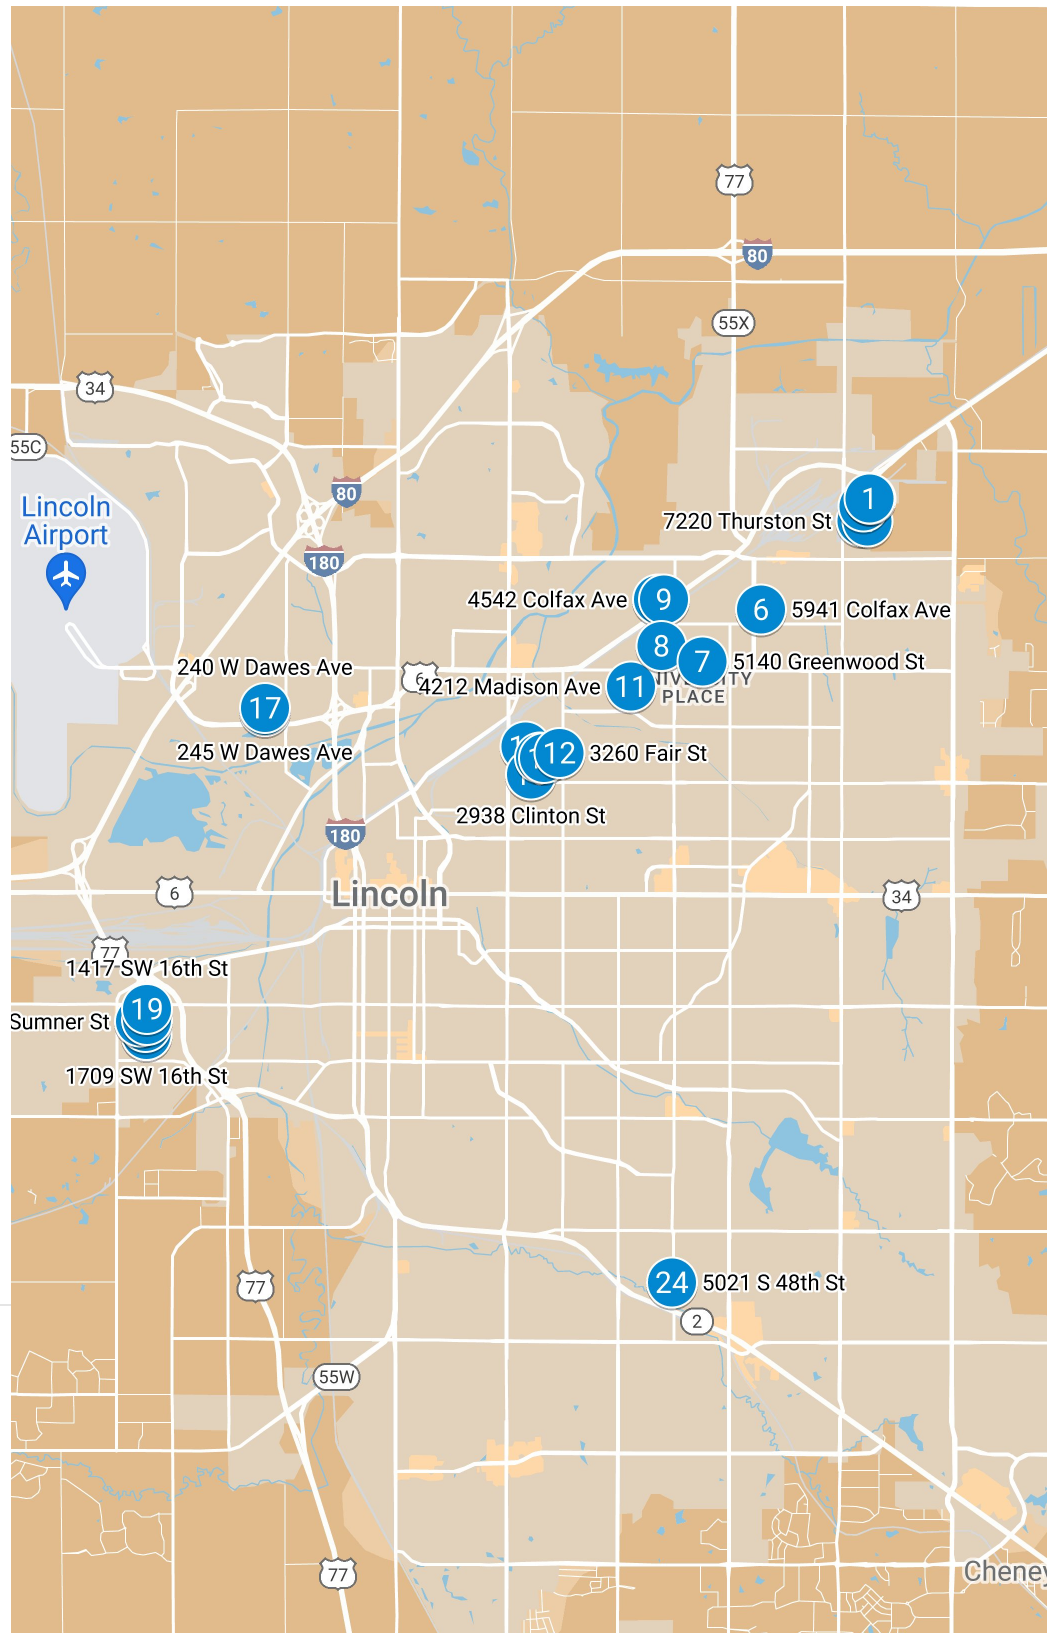 77
80
55X
34
55C
Lincoln
Airport
80
1
7220 Thurston St
180
4542 Colfax Ave
9
6
5941 Colfax Ave
8
240 W Dawes Ave
6
7
5140 Greenwood St
4212 Madison Ave
11
PLACE
17
245 W Dawes Ave
12
3260 Fair St
2938 Clinton St
180
6
Lincoln
34
77
1417 SW 16th St
19
Sumner St
1709 SW 16th St
77
24
5021 S 48th St
2
55W
77
Cheney